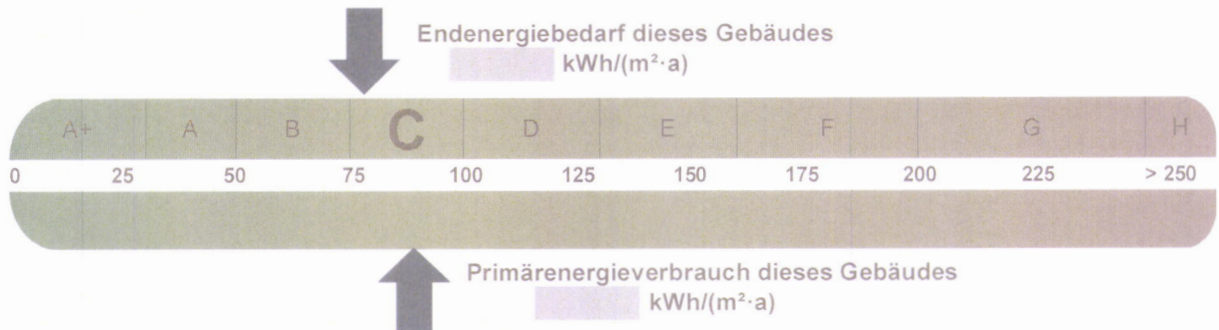 Endenergiebedarf dieses Gebäudes
kWh/(m²·a)
A+ A B C D E F G H
0 25 50 75 100 125 150 175 200 225 > 250
Primärenergieverbrauch dieses Gebäudes
kWh/(m²·a)